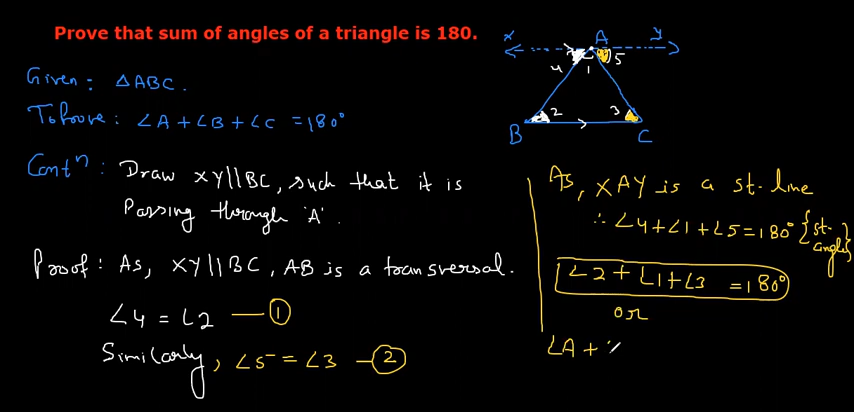 Prove that sum of angles of a triangle is 180.
Given: △ABC.
To Prove: ∠A + ∠B + ∠C = 180°
Contⁿ: Draw XY||BC, such that it is
Passing through 'A'.
Proof: As, XY||BC, AB is a transversal.
∠4 = ∠2 — ①
Similarly, ∠5 = ∠3 — ②
x A y
4 1 5
2 3
B C
As, XAY is a st. line
∴ ∠4 + ∠1 + ∠5 = 180° {st. angles}
∠2 + ∠1 + ∠3 = 180°
or
∠A +